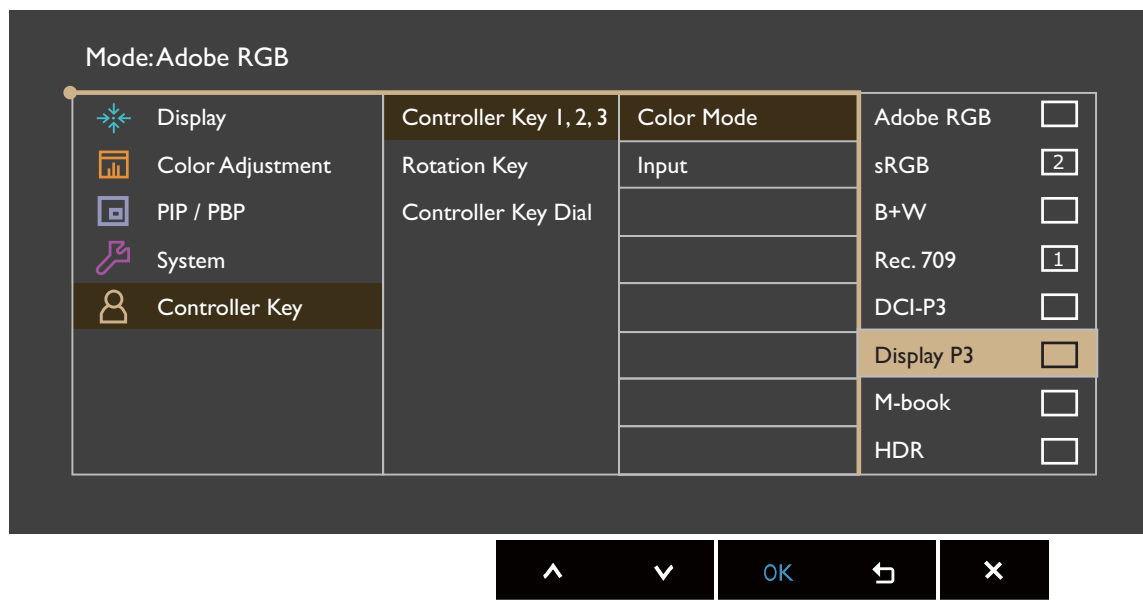 Mode: Adobe RGB
Display
Controller Key 1, 2, 3
Color Mode
Adobe RGB
Color Adjustment
Rotation Key
Input
sRGB
2
PIP / PBP
Controller Key Dial
B+W
System
Rec. 709
1
Controller Key
DCI-P3
Display P3
M-book
HDR
OK